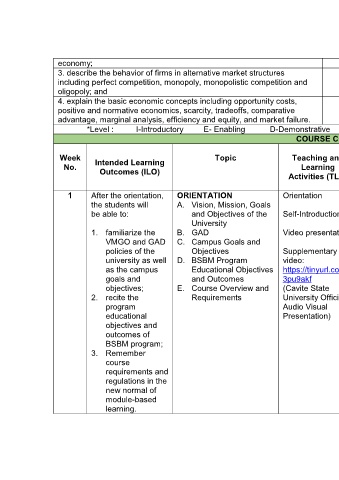 economy;
3. describe the behavior of firms in alternative market structures
including perfect competition, monopoly, monopolistic competition and
oligopoly; and
4. explain the basic economic concepts including opportunity costs,
positive and normative economics, scarcity, tradeoffs, comparative
advantage, marginal analysis, efficiency and equity, and market failure.
*Level : I-Introductory E- Enabling D-Demonstrative
COURSE C
Week
No.
Intended Learning
Outcomes (ILO)
Topic
Teaching an
Learning
Activities (TL
1
After the orientation,
the students will
be able to:
1. familiarize the
VMGO and GAD
policies of the
university as well
as the campus
goals and
objectives;
2. recite the
program
educational
objectives and
outcomes of
BSBM program;
3. Remember
course
requirements and
regulations in the
new normal of
module-based
learning.
ORIENTATION
A. Vision, Mission, Goals
and Objectives of the
University
B. GAD
C. Campus Goals and
Objectives
D. BSBM Program
Educational Objectives
and Outcomes
E. Course Overview and
Requirements
Orientation
Self-Introduction
Video presentat
Supplementary
video:
https://tinyurl.co
3pu9akf
(Cavite State
University Offici
Audio Visual
Presentation)